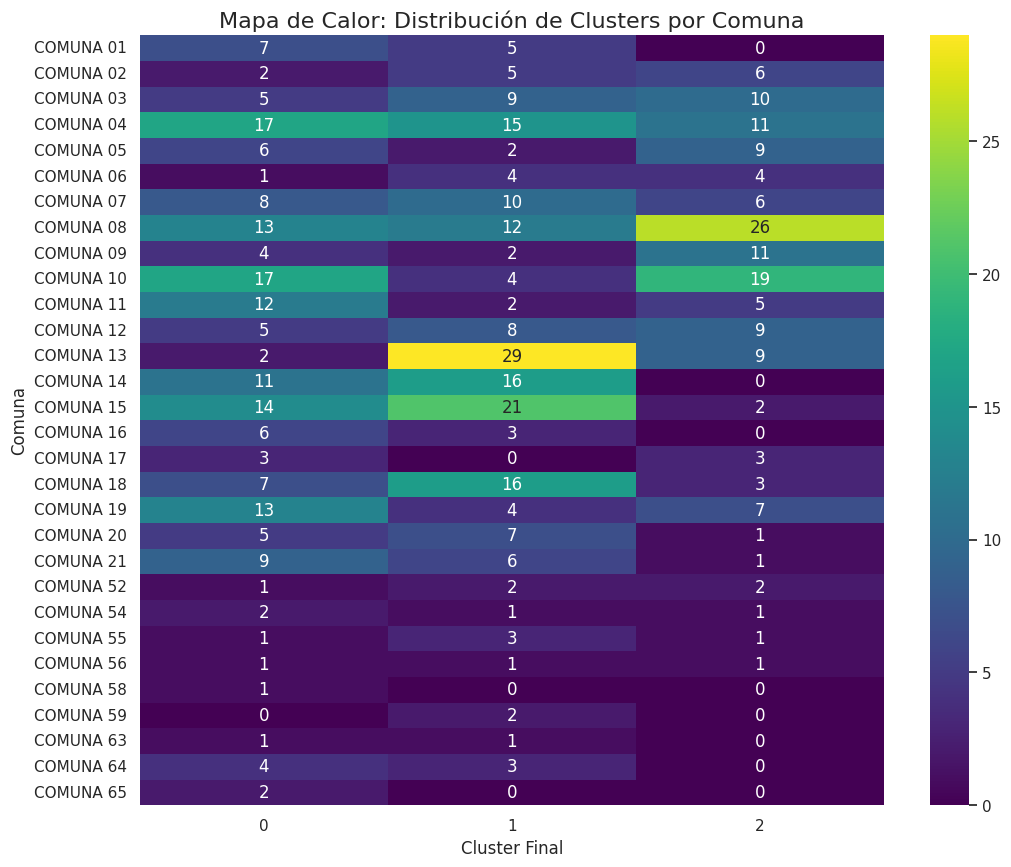 Mapa de Calor: Distribución de Clusters por Comuna
COMUNA 01 7 5 0
COMUNA 02 2 5 6
COMUNA 03 5 9 10
COMUNA 04 17 15 11
COMUNA 05 6 2 9
COMUNA 06 1 4 4
COMUNA 07 8 10 6
COMUNA 08 13 12 26
COMUNA 09 4 2 11
COMUNA 10 17 4 19
COMUNA 11 12 2 5
COMUNA 12 5 8 9
COMUNA 13 2 29 9
COMUNA 14 11 16 0
COMUNA 15 14 21 2
COMUNA 16 6 3 0
COMUNA 17 3 0 3
COMUNA 18 7 16 3
COMUNA 19 13 4 7
COMUNA 20 5 7 1
COMUNA 21 9 6 1
COMUNA 52 1 2 2
COMUNA 54 2 1 1
COMUNA 55 1 3 1
COMUNA 56 1 1 1
COMUNA 58 1 0 0
COMUNA 59 0 2 0
COMUNA 63 1 1 0
COMUNA 64 4 3 0
COMUNA 65 2 0 0
0 1 2
Cluster Final
Comuna
25
20
15
10
5
0